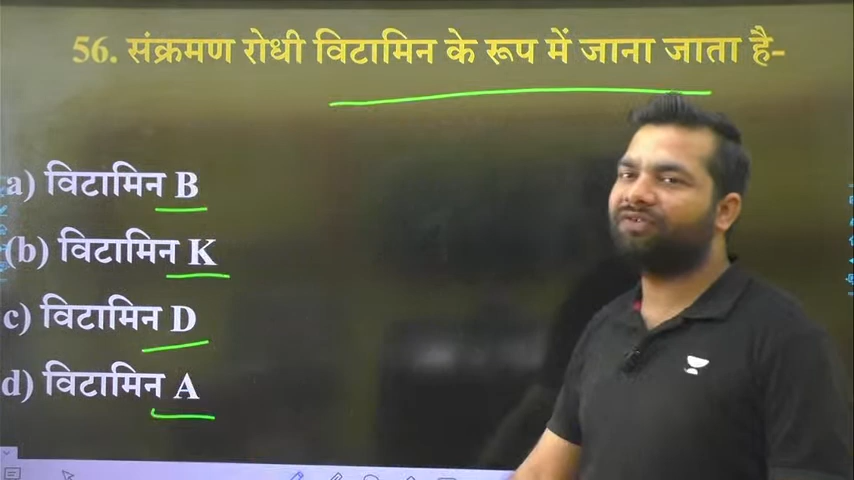 56. संक्रमण रोधी विटामिन के रूप में जाना जाता है-
a) विटामिन B
(b) विटामिन K
c) विटामिन D
d) विटामिन A